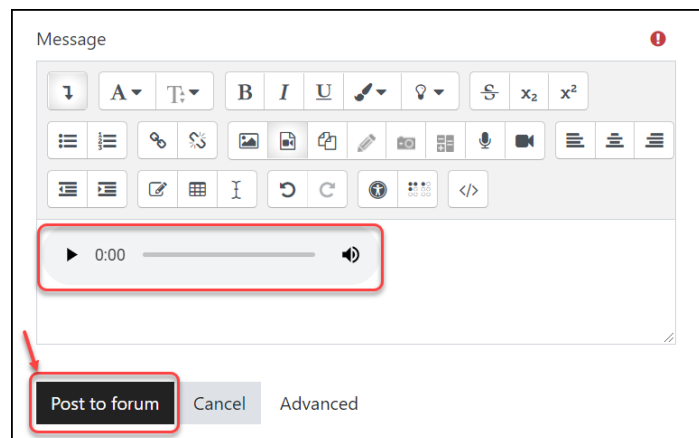 Message
A T B I U S x₂ x²
</>
0:00
Post to forum Cancel Advanced